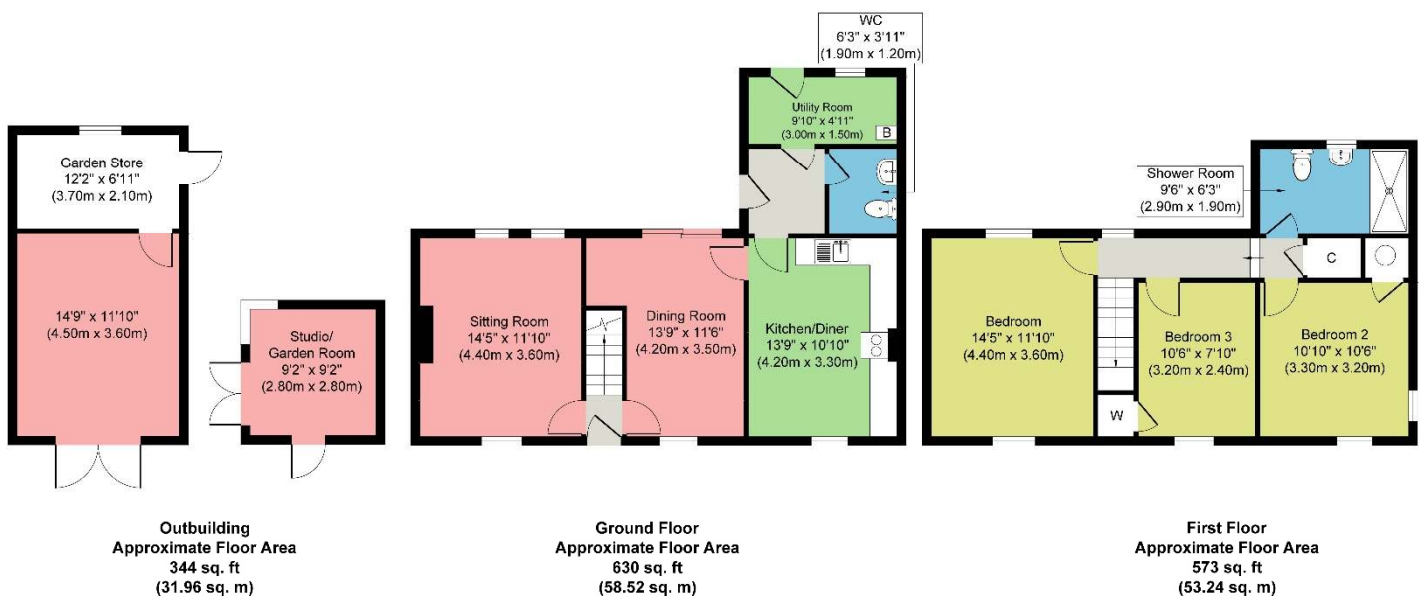 WC
6'3" x 3'11"
(1.90m x 1.20m)
Utility Room
9'10" x 4'11"
(3.00m x 1.50m)
B
Garden Store
12'2" x 6'11"
(3.70m x 2.10m)
14'9" x 11'10"
(4.50m x 3.60m)
Studio/
Garden Room
9'2" x 9'2"
(2.80m x 2.80m)
Sitting Room
14'5" x 11'10"
(4.40m x 3.60m)
Dining Room
13'9" x 11'6"
(4.20m x 3.50m)
Kitchen/Diner
13'9" x 10'10"
(4.20m x 3.30m)
Shower Room
9'6" x 6'3"
(2.90m x 1.90m)
C
Bedroom
14'5" x 11'10"
(4.40m x 3.60m)
Bedroom 3
10'6" x 7'10"
(3.20m x 2.40m)
Bedroom 2
10'10" x 10'6"
(3.30m x 3.20m)
W
Outbuilding
Approximate Floor Area
344 sq. ft
(31.96 sq. m)
Ground Floor
Approximate Floor Area
630 sq. ft
(58.52 sq. m)
First Floor
Approximate Floor Area
573 sq. ft
(53.24 sq. m)